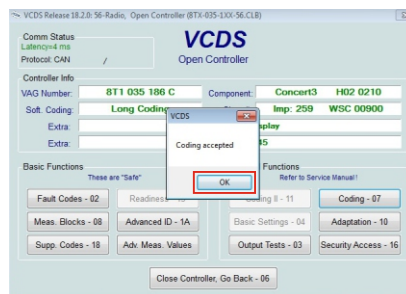 VCDS Release 18.2.0: 56-Radio, Open Controller (8TX-035-1XX-56.CLB)
Comm Status
Latency=4 ms
Protocol: CAN /
VCDS
Open Controller
Controller Info
VAG Number: 8T1 035 186 C Component: Concert3 H02 0210
Soft. Coding: Long Coding Imp: 259 WSC 00900
Extra:
Extra:
VCDS
Coding accepted
OK
Basic Functions
These are "Safe"
Functions
Refer to Service Manual!
Fault Codes - 02
Coding - 07
Meas. Blocks - 08 Advanced ID - 1A Basic Settings - 04 Adaptation - 10
Supp. Codes - 18 Adv. Meas. Values Output Tests - 03 Security Access - 16
Close Controller, Go Back - 06